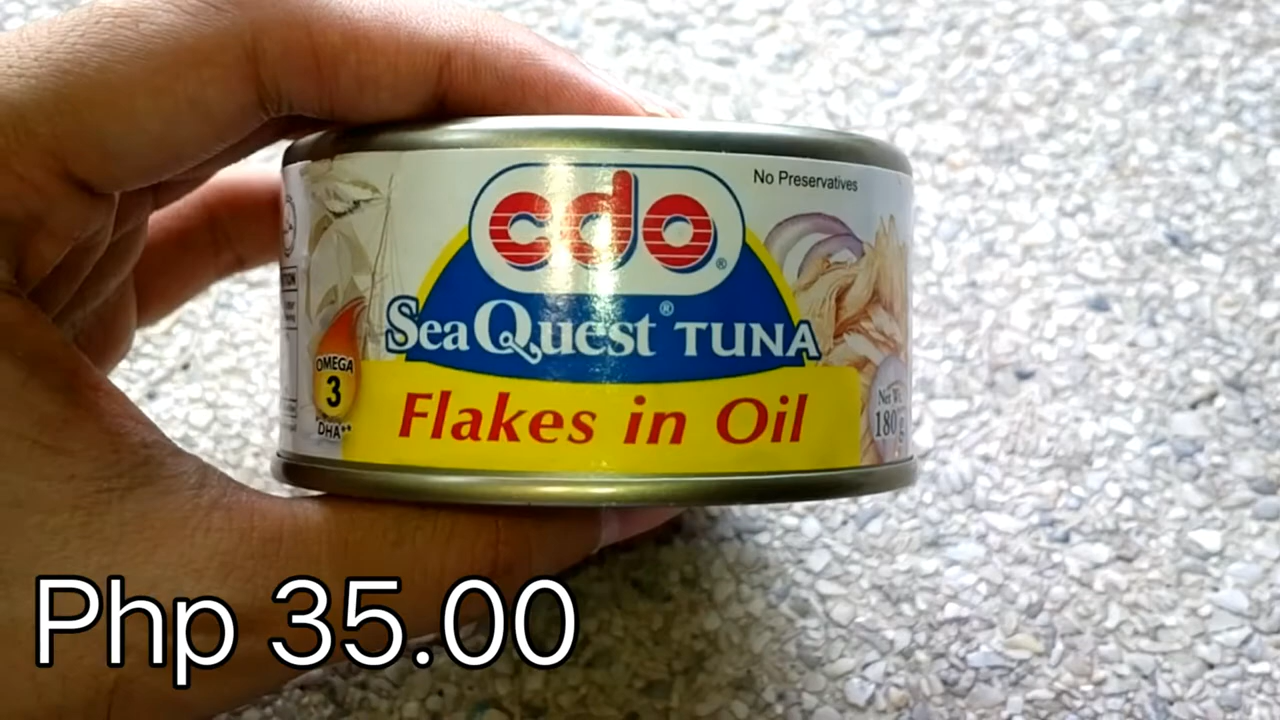 cdo®
No Preservatives
SeaQuest® TUNA
OMEGA
3
DHA**
Flakes in Oil
Net Wt.
180 g
Php 35.00